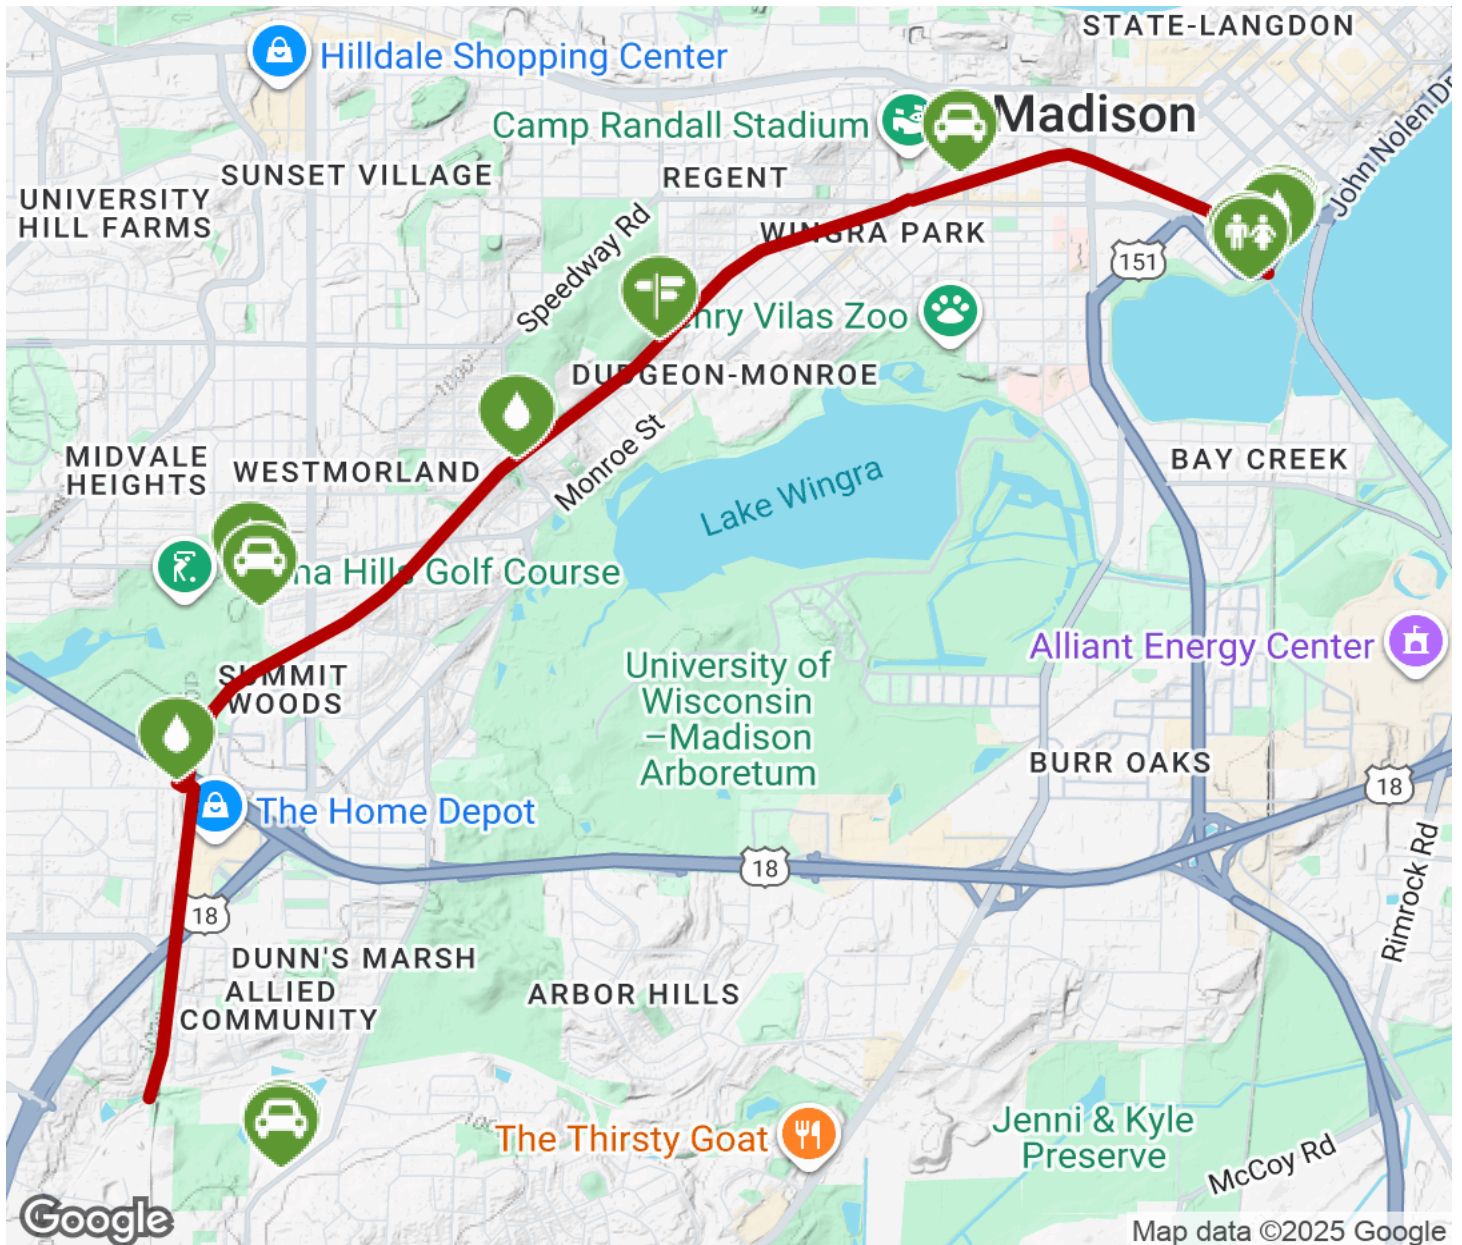 STATE-LANGDON
Hilldale Shopping Center
John Nolen Dr
Madison
Camp Randall Stadium
SUNSET VILLAGE
REGENT
UNIVERSITY
HILL FARMS
Speedway Rd
WINGRA PARK
151
enry Vilas Zoo
1000'
DUDGEON-MONROE
MIDVALE
HEIGHTS
WESTMORLAND
Monroe St
BAY CREEK
Lake Wingra
na Hills Golf Course
Alliant Energy Center
SUMMIT
WOODS
University of
Wisconsin
–Madison
Arboretum
BURR OAKS
18
The Home Depot
18
Rimrock Rd
18
DUNN'S MARSH
ALLIED
COMMUNITY
ARBOR HILLS
The Thirsty Goat
Jenni & Kyle
Preserve
McCoy Rd
Google
Map data ©2025 Google